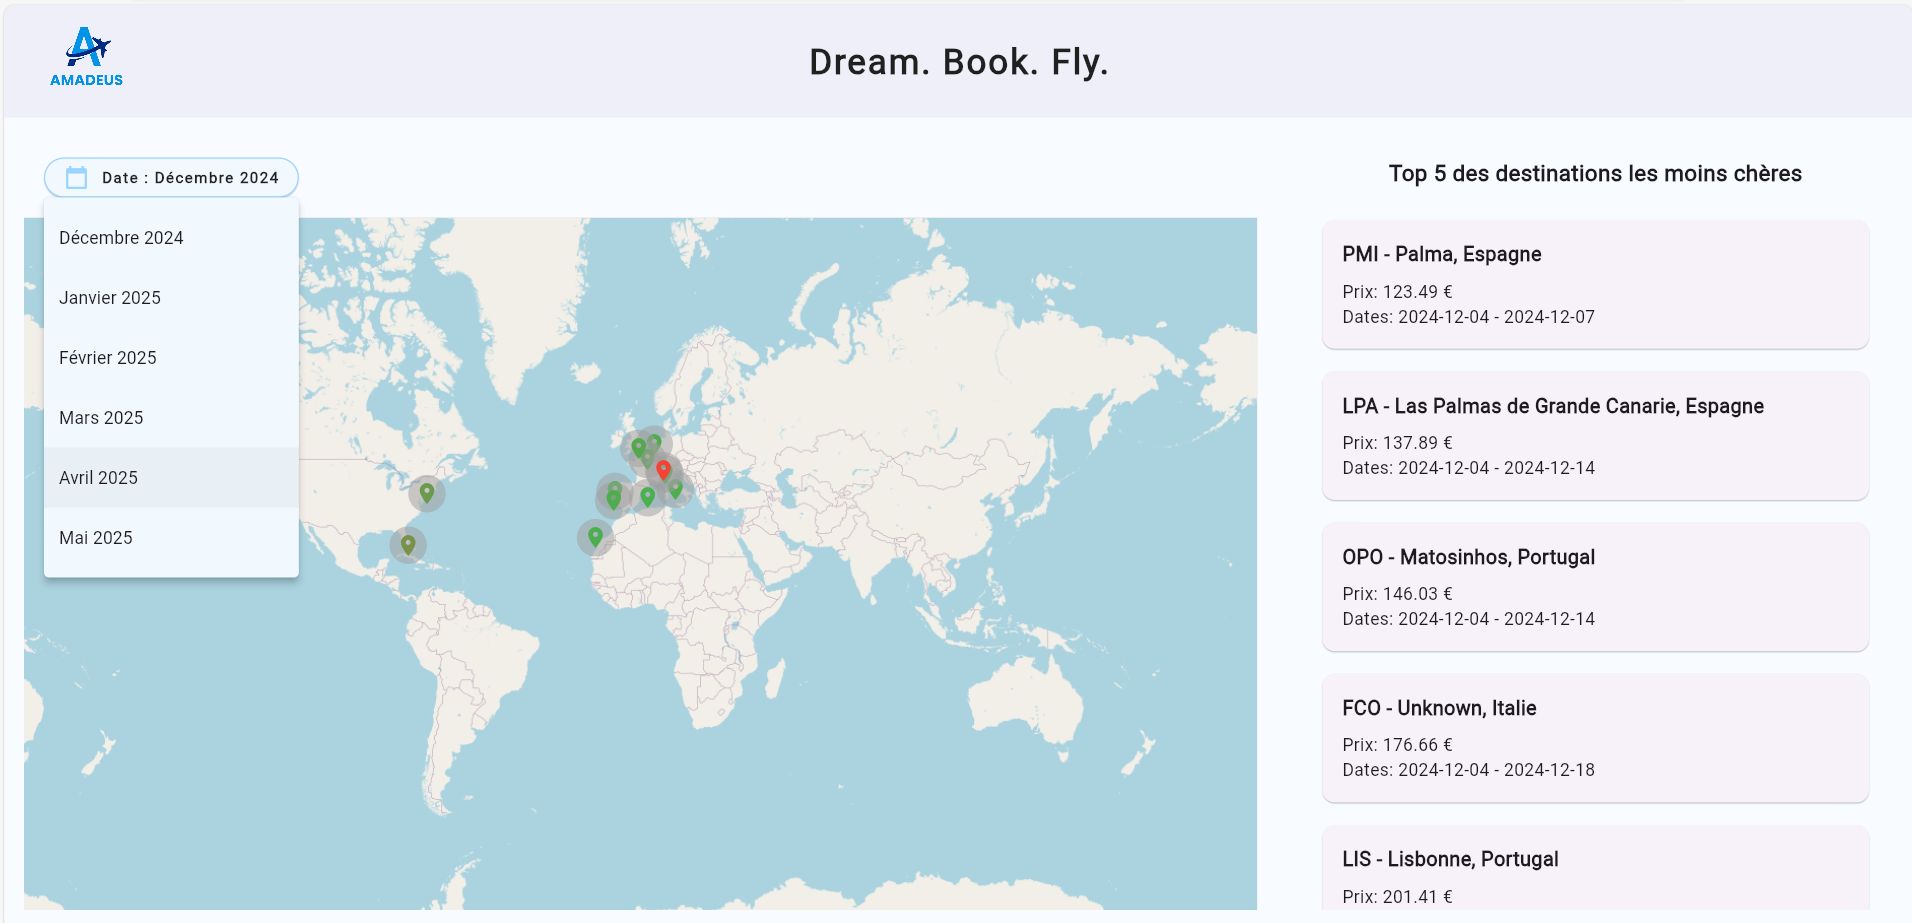 AMADEUS
Dream. Book. Fly.
Date : Décembre 2024
Décembre 2024
Janvier 2025
Février 2025
Mars 2025
Avril 2025
Mai 2025
Top 5 des destinations les moins chères
PMI - Palma, Espagne
Prix: 123.49 €
Dates: 2024-12-04 - 2024-12-07
LPA - Las Palmas de Grande Canarie, Espagne
Prix: 137.89 €
Dates: 2024-12-04 - 2024-12-14
OPO - Matosinhos, Portugal
Prix: 146.03 €
Dates: 2024-12-04 - 2024-12-14
FCO - Unknown, Italie
Prix: 176.66 €
Dates: 2024-12-04 - 2024-12-18
LIS - Lisbonne, Portugal
Prix: 201.41 €